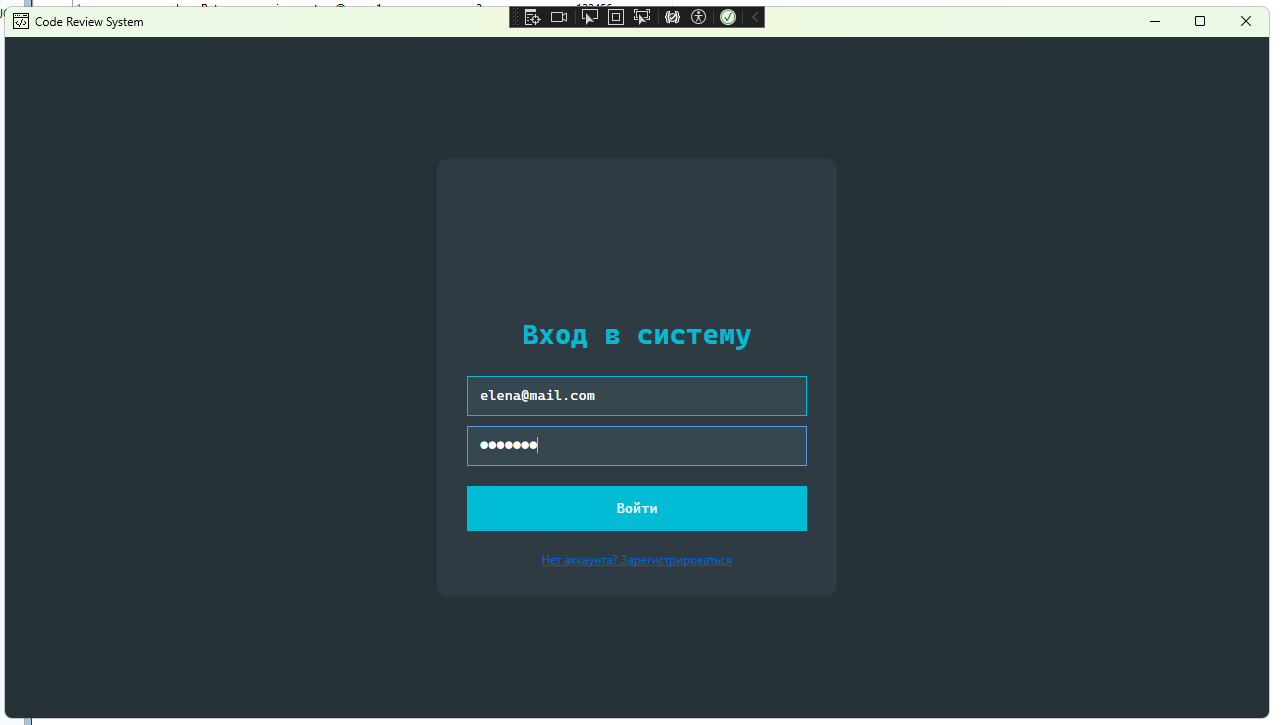 Code Review System
Вход в систему
elena@mail.com
●●●●●●●
Войти
Нет аккаунта? Зарегистрироваться